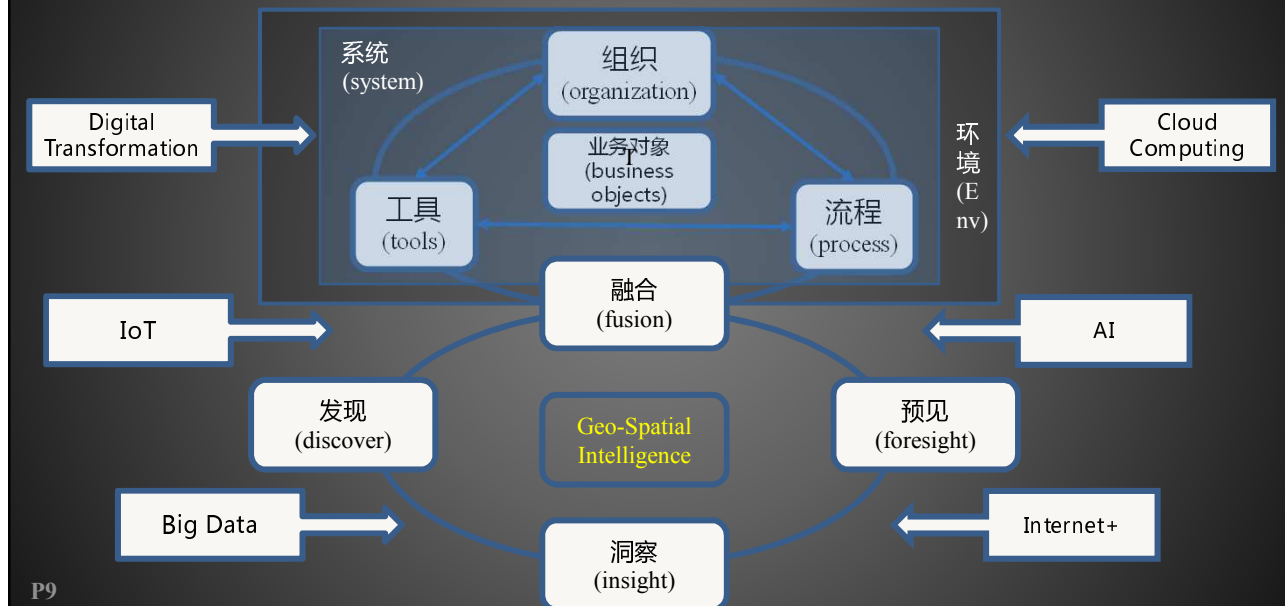 系统
(system)
组织
(organization)
Digital
Transformation
业务对象
T
(business
objects)
环
境
(E
nv)
Cloud
Computing
工具
(tools)
流程
(process)
融合
(fusion)
IoT
AI
发现
(discover)
Geo-Spatial
Intelligence
预见
(foresight)
Big Data
洞察
(insight)
Internet+
P9